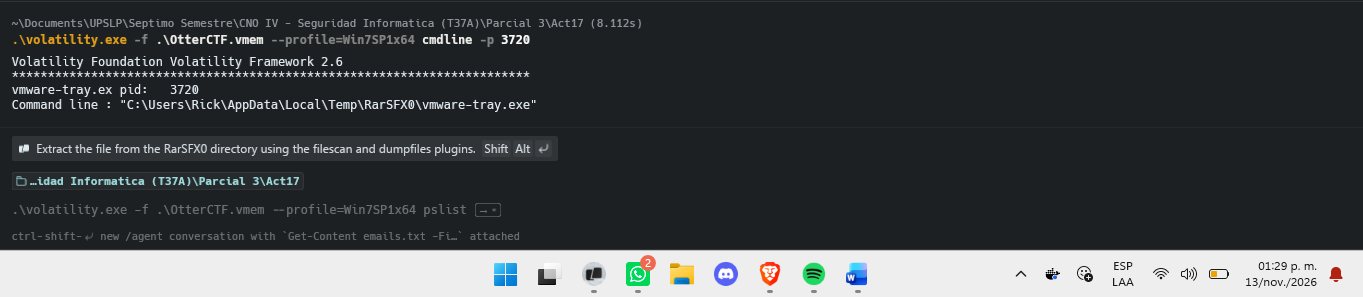 ~\Documents\UPSLP\Septimo Semestre\CNO IV - Seguridad Informatica (T37A)\Parcial 3\Act17 (8.112s)
.\volatility.exe -f .\OtterCTF.vmem --profile=Win7SP1x64 cmdline -p 3720
Volatility Foundation Volatility Framework 2.6
************************************************************************
vmware-tray.ex pid:   3720
Command line : "C:\Users\Rick\AppData\Local\Temp\RarSFX0\vmware-tray.exe"
Extract the file from the RarSFX0 directory using the filescan and dumpfiles plugins. Shift Alt ⏎
…idad Informatica (T37A)\Parcial 3\Act17
.\volatility.exe -f .\OtterCTF.vmem --profile=Win7SP1x64 pslist →
ctrl-shift-⏎ new /agent conversation with `Get-Content emails.txt -Fi…` attached
2
W
ESP
LAA
01:29 p. m.
13/nov./2026